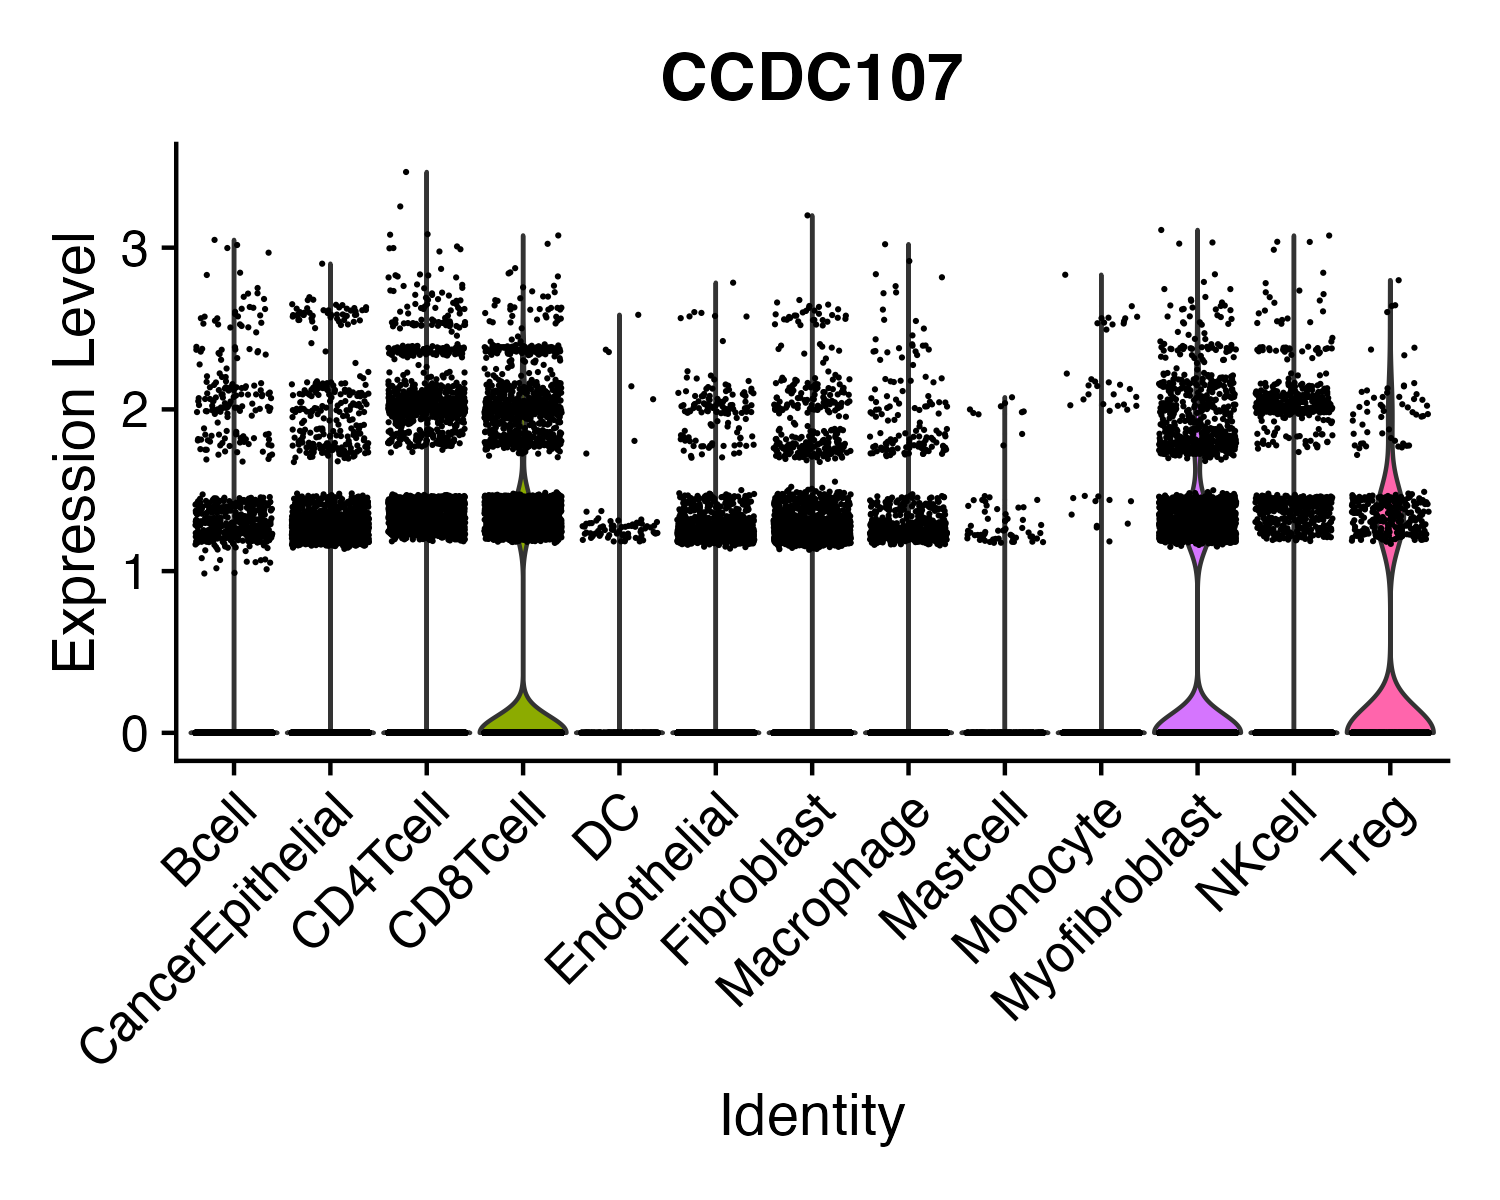 CCDC107
Expression Level
3
2
1
0
Bcell
CancerEpithelial
CD4Tcell
CD8Tcell
DC
Endothelial
Fibroblast
Macrophage
Mastcell
Monocyte
Myofibroblast
NKcell
Treg
Identity